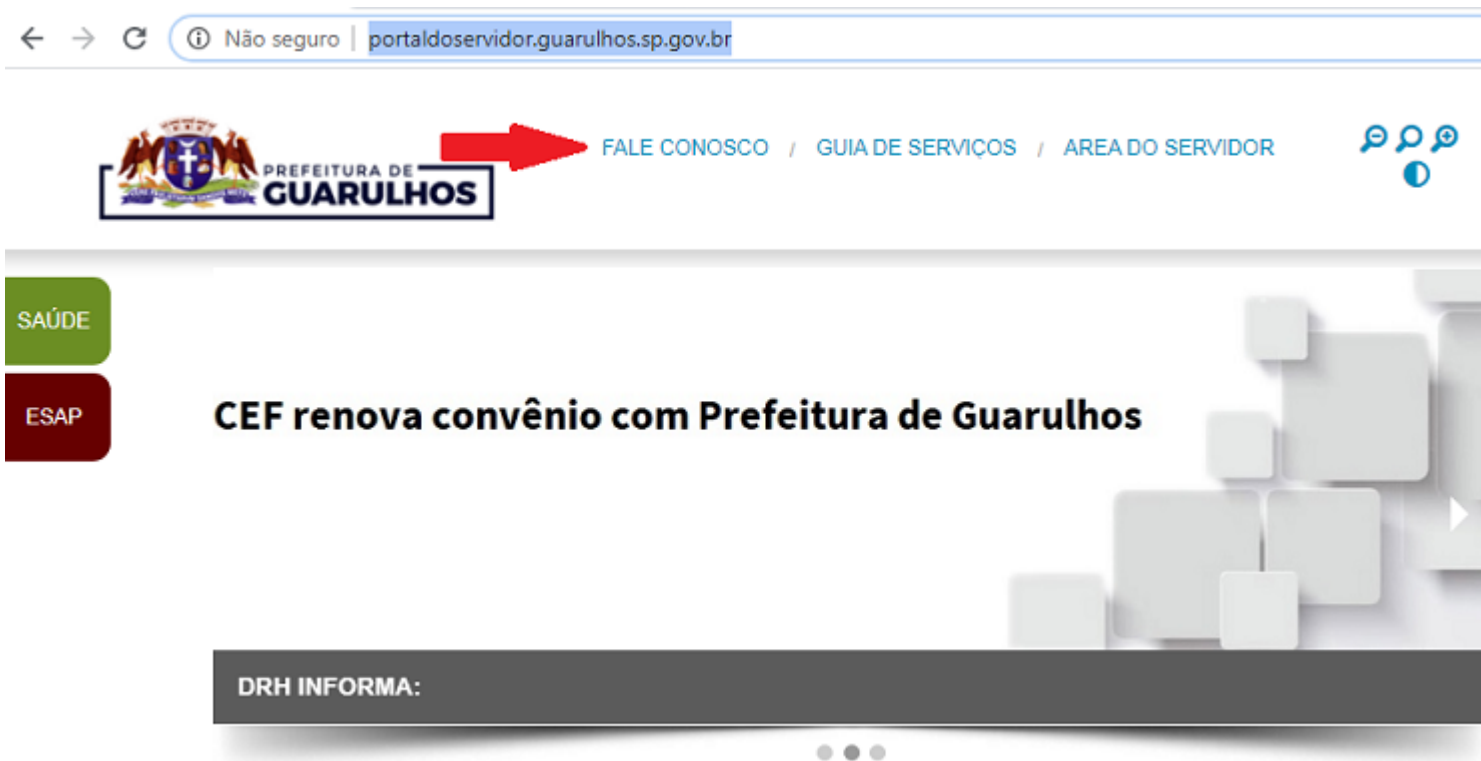 Não seguro | portaldoservidor.guarulhos.sp.gov.br
PREFEITURA DE
GUARULHOS
FALE CONOSCO / GUIA DE SERVIÇOS / AREA DO SERVIDOR
SAÚDE
ESAP
CEF renova convênio com Prefeitura de Guarulhos
DRH INFORMA: